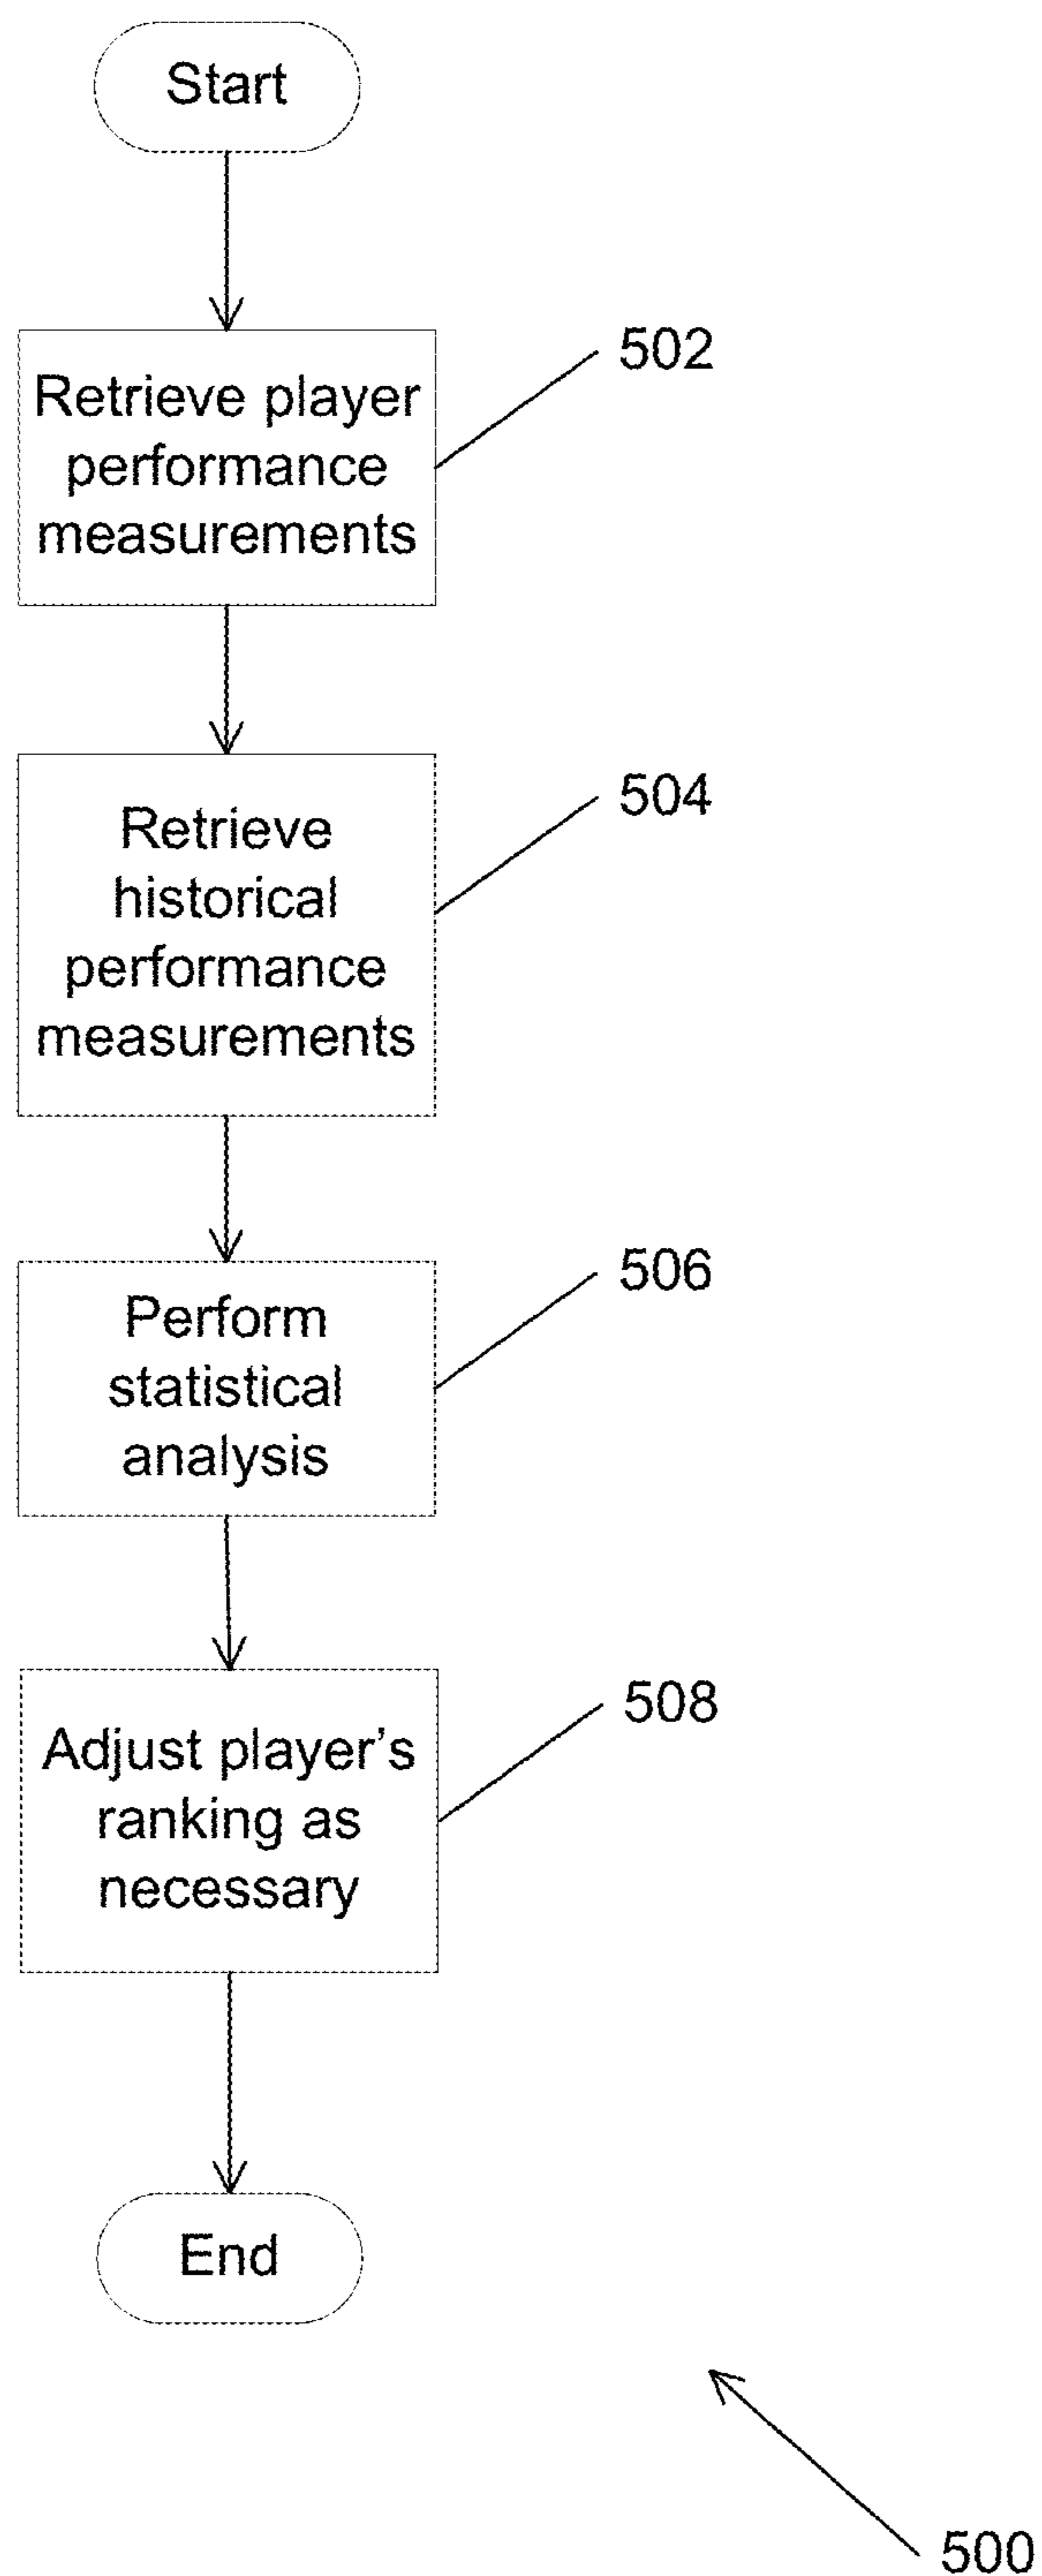 Start
Retrieve player
performance
measurements
502
Retrieve
historical
performance
measurements
504
Perform
statistical
analysis
506
Adjust player’s
ranking as
necessary
508
End
500